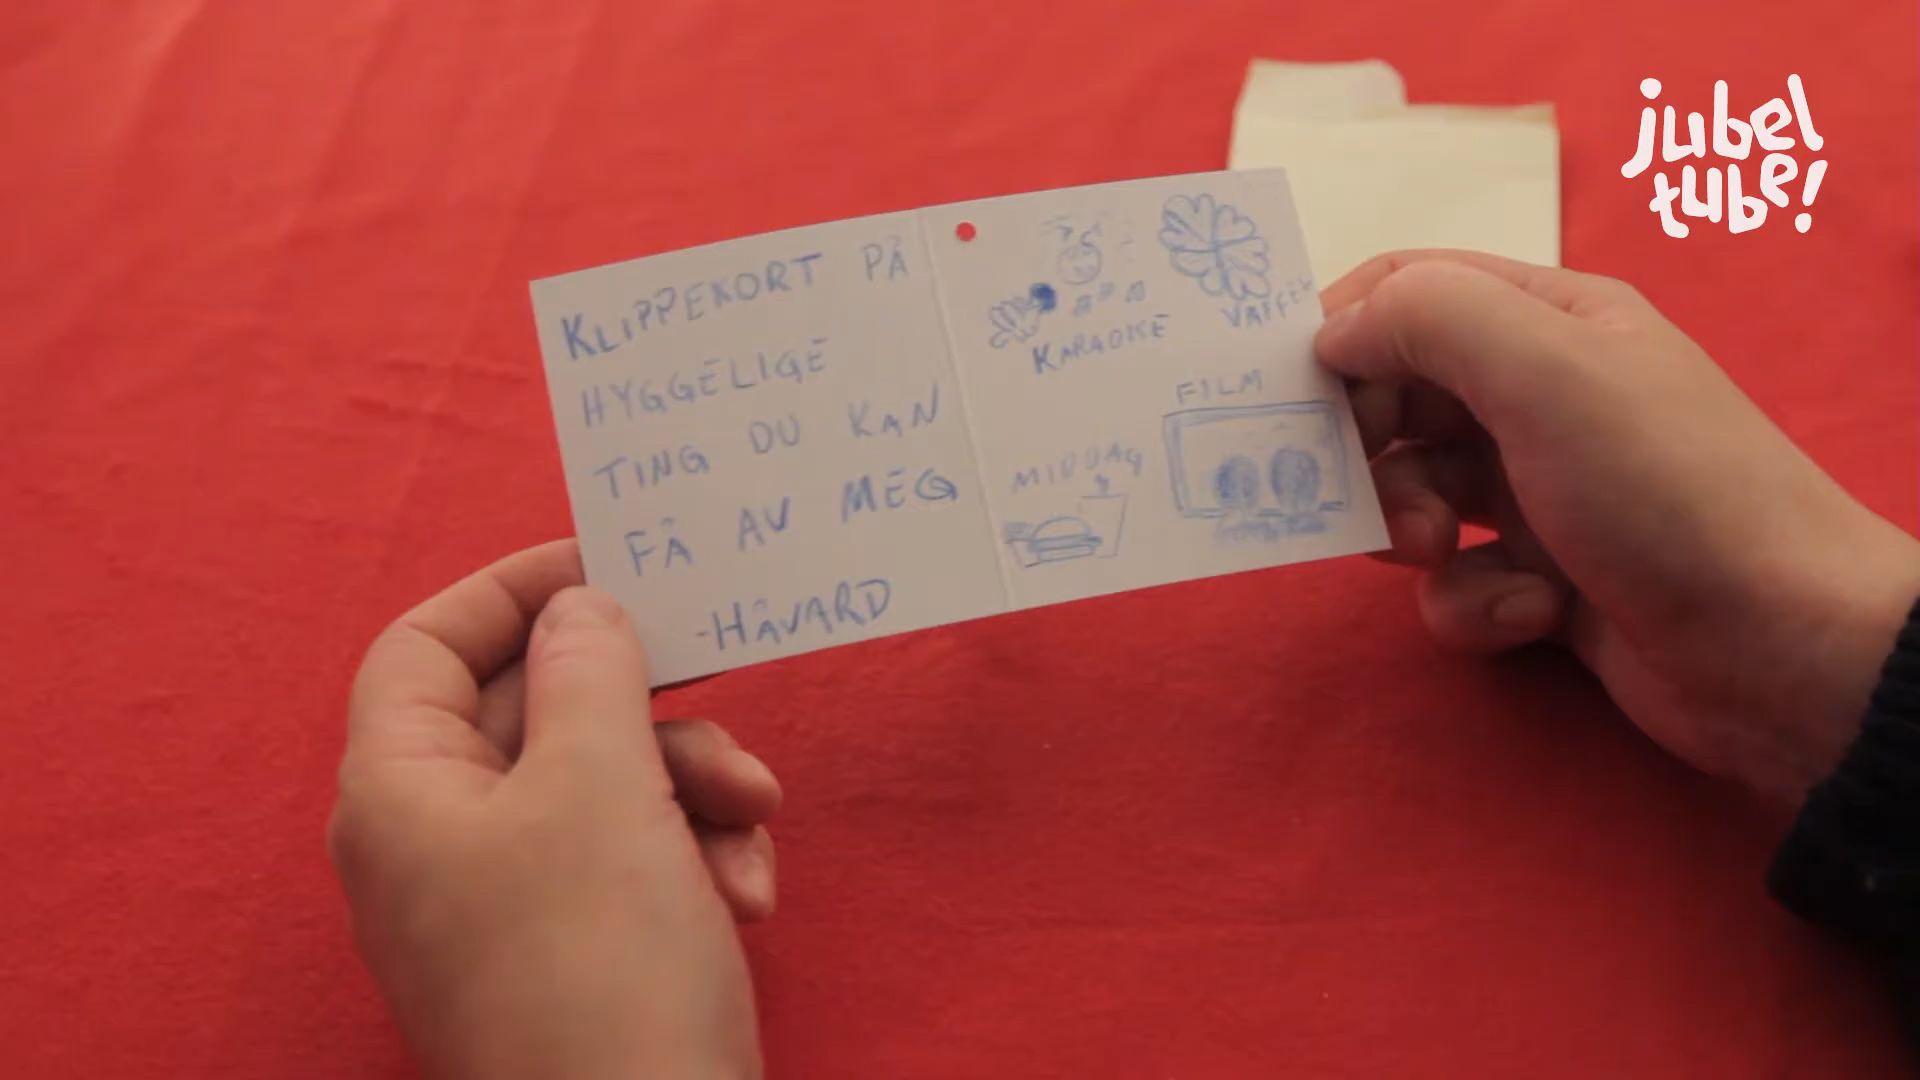 KLIPPEKORT PÅ
HYGGELIGE
TING DU KAN
FÅ AV MEG
-HÅVARD
KARAOKE
VAFFEL
MIDDAG
FILM
jubel
tube!